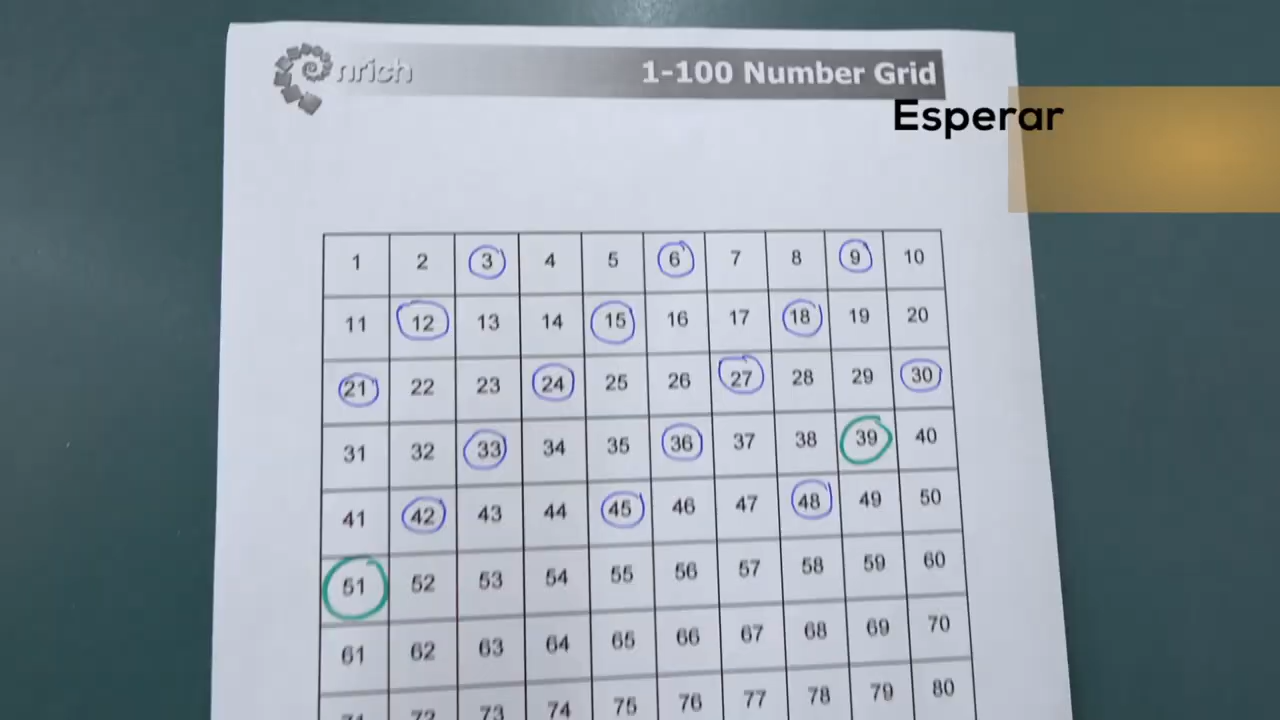 nrich
1-100 Number Grid
Esperar
1 2 3 4 5 6 7 8 9 10
11 12 13 14 15 16 17 18 19 20
21 22 23 24 25 26 27 28 29 30
31 32 33 34 35 36 37 38 39 40
41 42 43 44 45 46 47 48 49 50
51 52 53 54 55 56 57 58 59 60
61 62 63 64 65 66 67 68 69 70
72 73 74 75 76 77 78 79 80